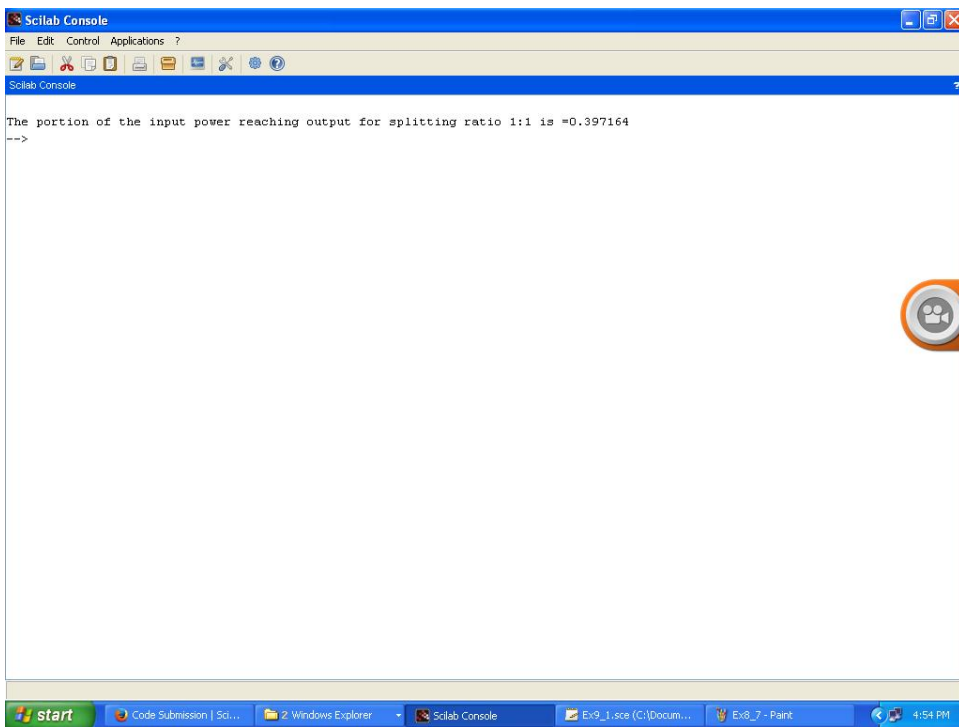 Scilab Console
File Edit Control Applications ?
Scilab Console ?
The portion of the input power reaching output for splitting ratio 1:1 is =0.397164
-->
start Code Submission | Sci... 2 Windows Explorer Scilab Console Ex9_1.sce (C:\Docum... Ex8_7 - Paint 4:54 PM